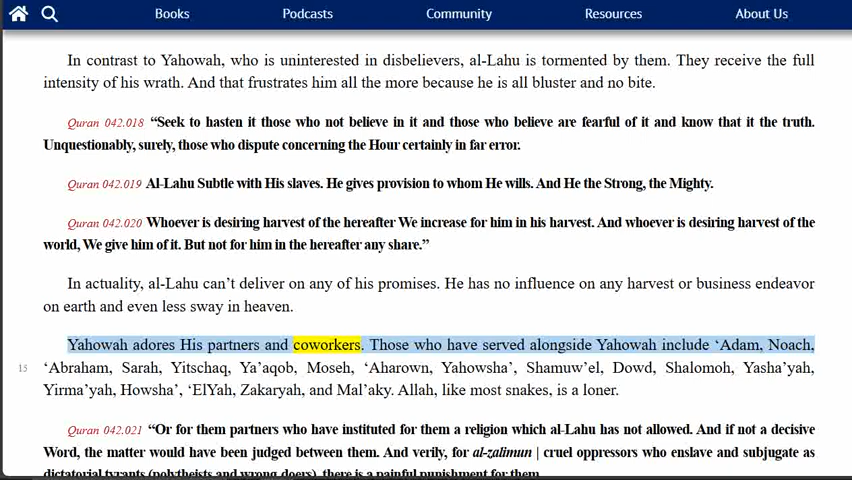 Books Podcasts Community Resources About Us
In contrast to Yahowah, who is uninterested in disbelievers, al-Lahu is tormented by them. They receive the full
intensity of his wrath. And that frustrates him all the more because he is all bluster and no bite.
Quran 042.018 “Seek to hasten it those who not believe in it and those who believe are fearful of it and know that it the truth.
Unquestionably, surely, those who dispute concerning the Hour certainly in far error.
Quran 042.019 Al-Lahu Subtle with His slaves. He gives provision to whom He wills. And He the Strong, the Mighty.
Quran 042.020 Whoever is desiring harvest of the hereafter We increase for him in his harvest. And whoever is desiring harvest of the
world, We give him of it. But not for him in the hereafter any share.”
In actuality, al-Lahu can’t deliver on any of his promises. He has no influence on any harvest or business endeavor
on earth and even less sway in heaven.
Yahowah adores His partners and coworkers. Those who have served alongside Yahowah include ‘Adam, Noach,
15 ‘Abraham, Sarah, Yitschaq, Ya’aqob, Moseh, ‘Aharown, Yahowsha’, Shamuw’el, Dowd, Shalomoh, Yasha’yah,
Yirma’yah, Howsha’, ‘ElYah, Zakaryah, and Mal’aky. Allah, like most snakes, is a loner.
Quran 042.021 “Or for them partners who have instituted for them a religion which al-Lahu has not allowed. And if not a decisive
Word, the matter would have been judged between them. And verily, for al-zalimun | cruel oppressors who enslave and subjugate as
dictatorial tyrants (polytheists and wrong doers), there is a painful punishment for them.